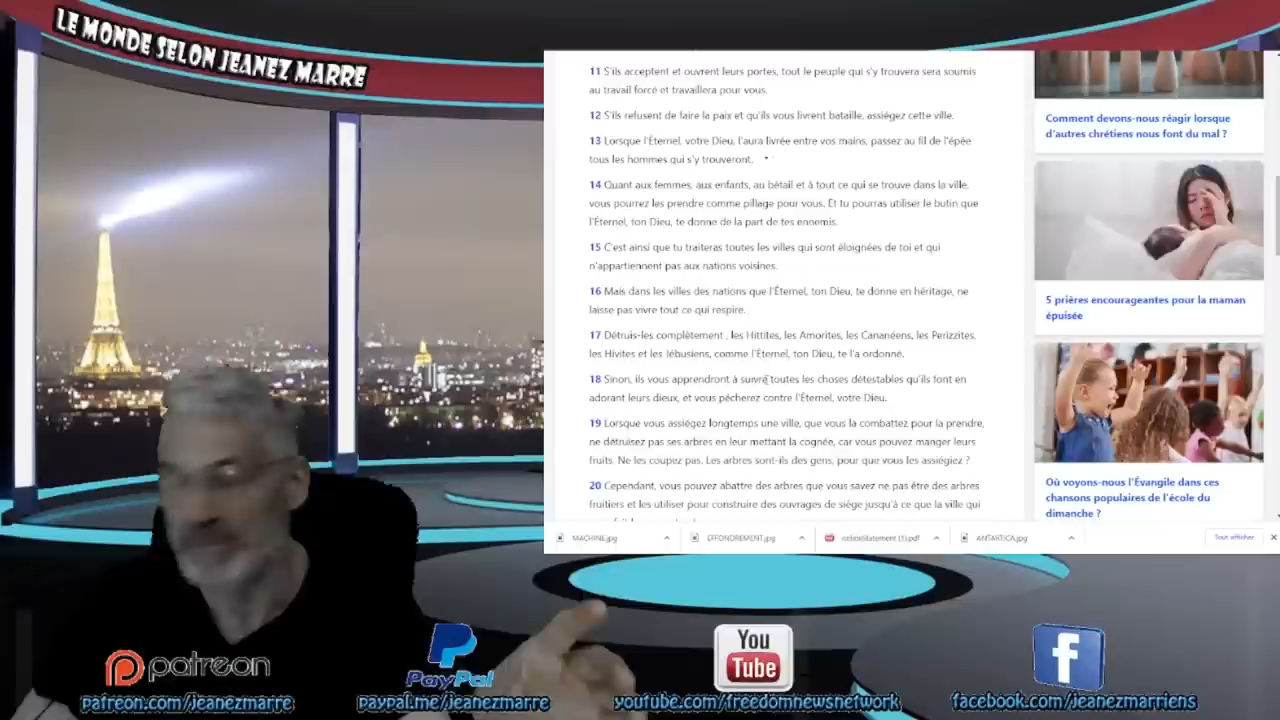 LE MONDE SELON JEANEZ MARRE
11 S'ils acceptent et ouvrent leurs portes, tout le peuple qui s'y trouvera sera soumis
au travail forcé et travaillera pour vous.
12 S'ils refusent de faire la paix et qu'ils vous livrent bataille, assiégez cette ville.
13 Lorsque l'Éternel, votre Dieu, l'aura livrée entre vos mains, passez au fil de l'épée
tous les hommes qui s'y trouveront.
14 Quant aux femmes, aux enfants, au bétail et à tout ce qui se trouve dans la ville,
vous pourrez les prendre comme pillage pour vous. Et tu pourras utiliser le butin que
l'Éternel, ton Dieu, te donne de la part de tes ennemis.
15 C'est ainsi que tu traiteras toutes les villes qui sont éloignées de toi et qui
n'appartiennent pas aux nations voisines.
16 Mais dans les villes des nations que l'Éternel, ton Dieu, te donne en héritage, ne
laisse pas vivre tout ce qui respire.
17 Détruis-les complètement , les Hittites, les Amorites, les Cananéens, les Perizzites,
les Hivites et les Jébusiens, comme l'Éternel, ton Dieu, te l'a ordonné.
18 Sinon, ils vous apprendront à suivre toutes les choses détestables qu'ils font en
adorant leurs dieux, et vous pécherez contre l'Éternel, votre Dieu.
19 Lorsque vous assiégez longtemps une ville, que vous la combattez pour la prendre,
ne détruisez pas ses arbres en leur mettant la cognée, car vous pouvez manger leurs
fruits. Ne les coupez pas. Les arbres sont-ils des gens, pour que vous les assiégiez ?
20 Cependant, vous pouvez abattre des arbres que vous savez ne pas être des arbres
fruitiers et les utiliser pour construire des ouvrages de siège jusqu'à ce que la ville qui
Comment devons-nous réagir lorsque
d'autres chrétiens nous font du mal ?
5 prières encourageantes pour la maman
épuisée
Où voyons-nous l'Évangile dans ces
chansons populaires de l'école du
dimanche ?
MACHINE.jpg
EFFONDREMENT.jpg
onlineStatement (1).pdf
ANTARTICA.jpg
Tout afficher
patreon
patreon.com/jeanezmarre
PayPal
paypal.me/jeanezmorre
You
Tube
youtube.com/freedomnewsnetwork
facebook.com/jeanezmarriens